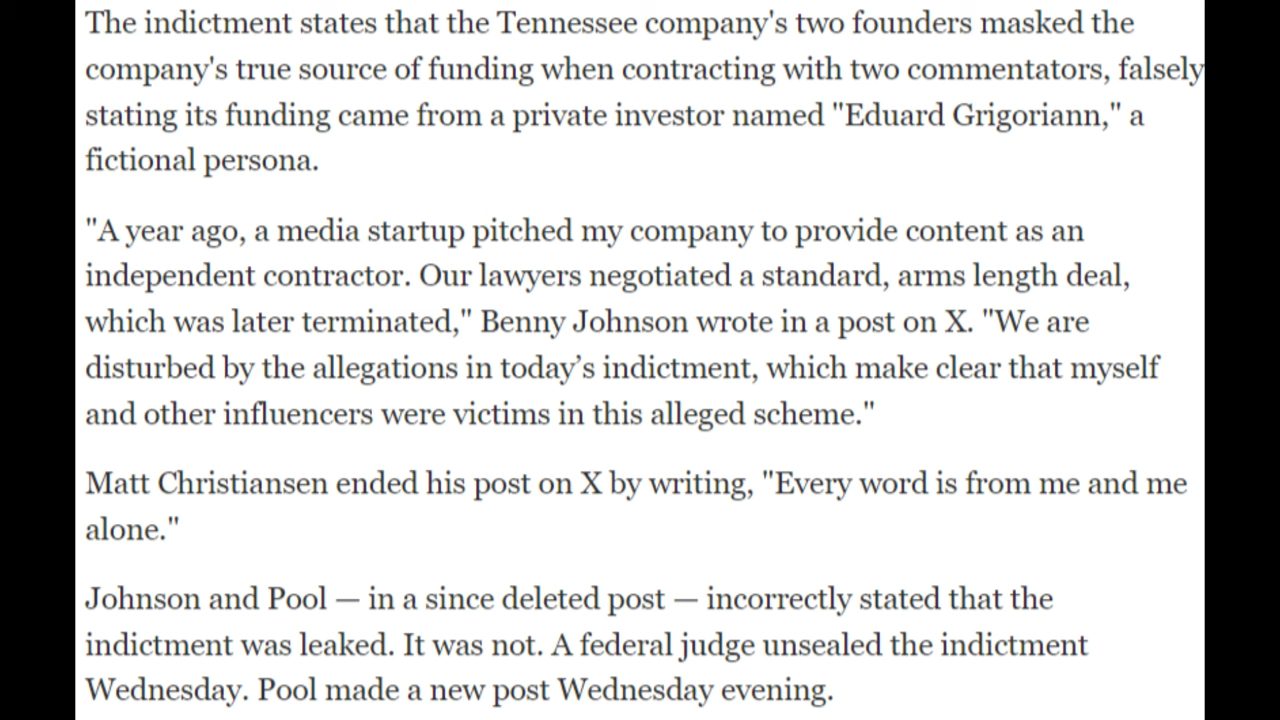 The indictment states that the Tennessee company's two founders masked the
company's true source of funding when contracting with two commentators, falsely
stating its funding came from a private investor named "Eduard Grigoriann," a
fictional persona.
"A year ago, a media startup pitched my company to provide content as an
independent contractor. Our lawyers negotiated a standard, arms length deal,
which was later terminated," Benny Johnson wrote in a post on X. "We are
disturbed by the allegations in today’s indictment, which make clear that myself
and other influencers were victims in this alleged scheme."
Matt Christiansen ended his post on X by writing, "Every word is from me and me
alone."
Johnson and Pool — in a since deleted post — incorrectly stated that the
indictment was leaked. It was not. A federal judge unsealed the indictment
Wednesday. Pool made a new post Wednesday evening.